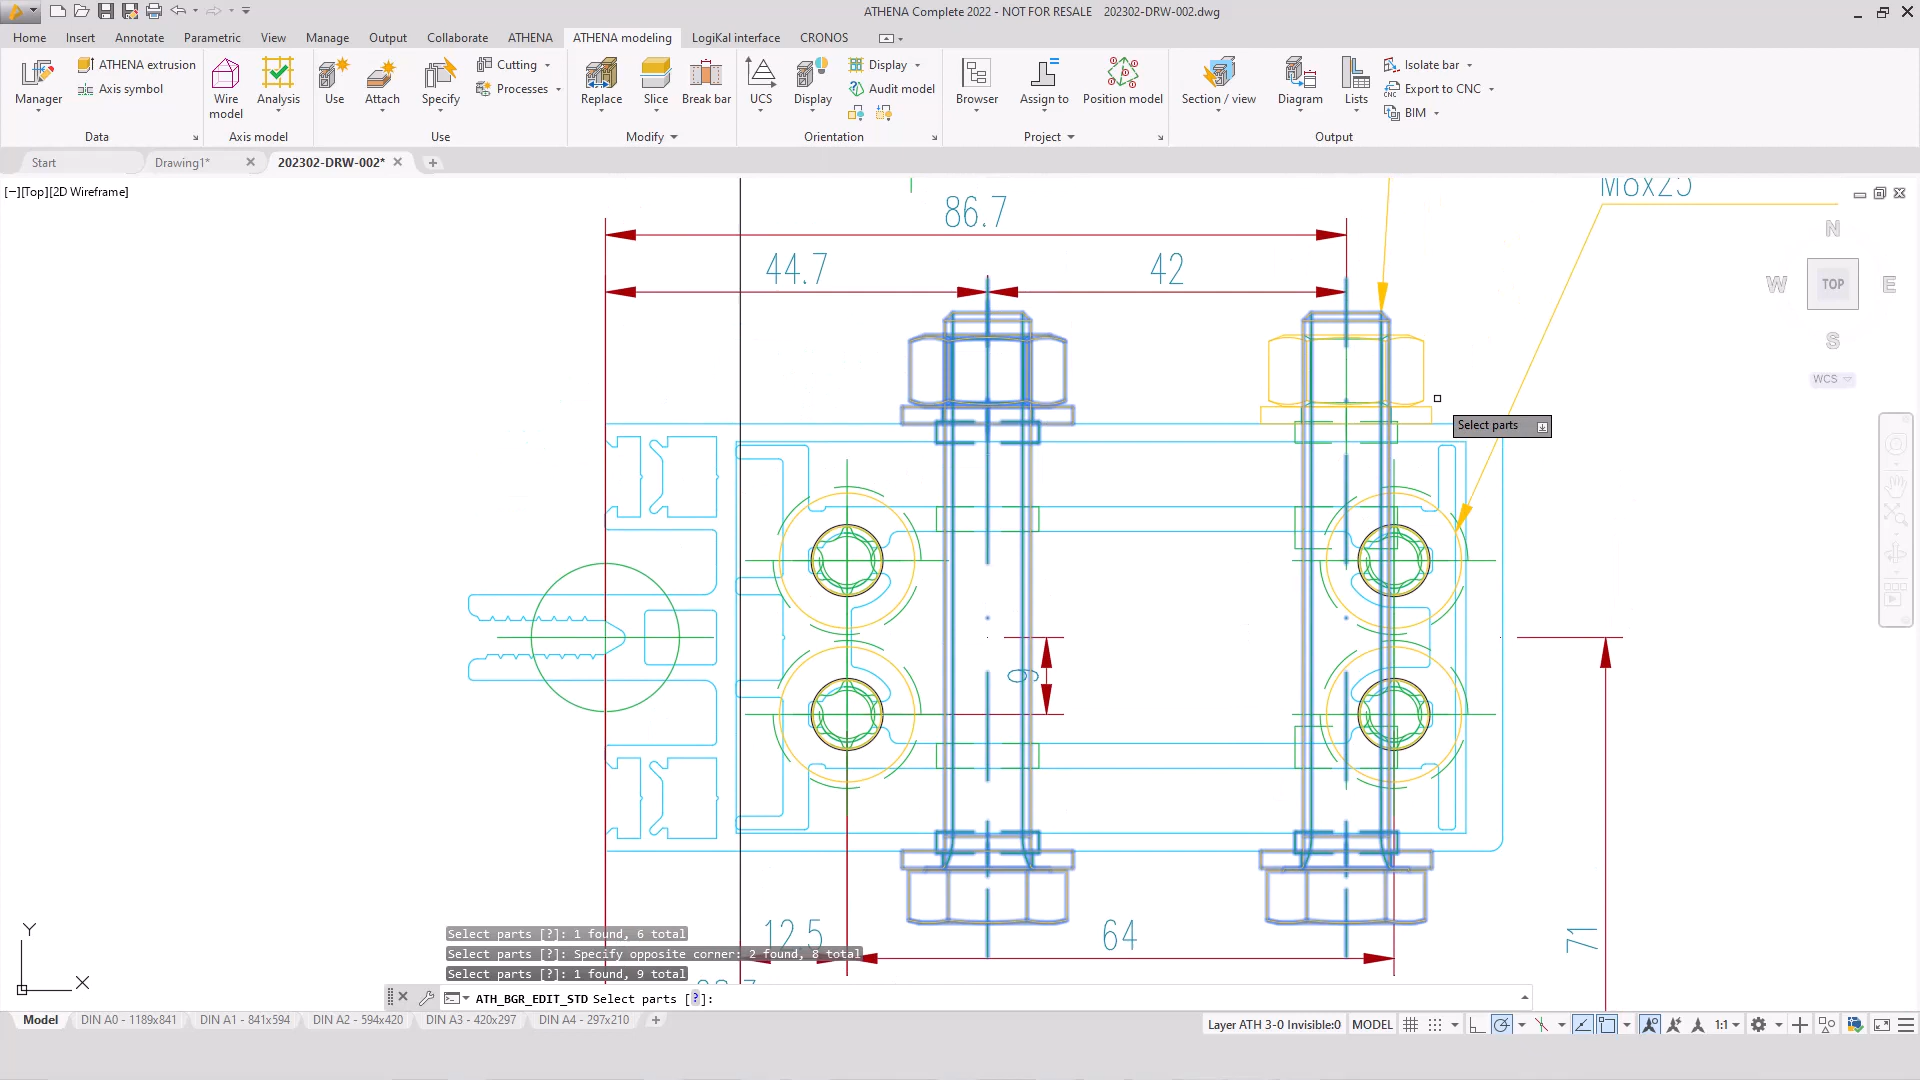 ATHENA Complete 2022 - NOT FOR RESALE 202302-DRW-002.dwg
Home Insert Annotate Parametric View Manage Output Collaborate ATHENA ATHENA modeling LogiKal interface CRONOS
Manager
ATHENA extrusion
Axis symbol
Data
Wire model
Analysis
Axis model
Use
Attach
Specify
Cutting
Processes
Use
Replace
Slice
Break bar
Modify
UCS
Display
Display
Audit model
Orientation
Browser
Assign to
Position model
Project
Section / view
Diagram
Lists
Isolate bar
Export to CNC
BIM
Output
Start Drawing1* 202302-DRW-002*
[−][Top][2D Wireframe]
M8x25
86.7
44.7
42
N
W TOP E
S
WCS
Select parts
9
12.5
64
71
Y
X
Select parts [?]: 1 found, 6 total
Select parts [?]: Specify opposite corner: 2 found, 8 total
Select parts [?]: 1 found, 9 total
ATH_BGR_EDIT_STD Select parts [?]:
Model DIN A0 - 1189x841 DIN A1 - 841x594 DIN A2 - 594x420 DIN A3 - 420x297 DIN A4 - 297x210
Layer ATH 3-0 Invisible:0 MODEL 1:1